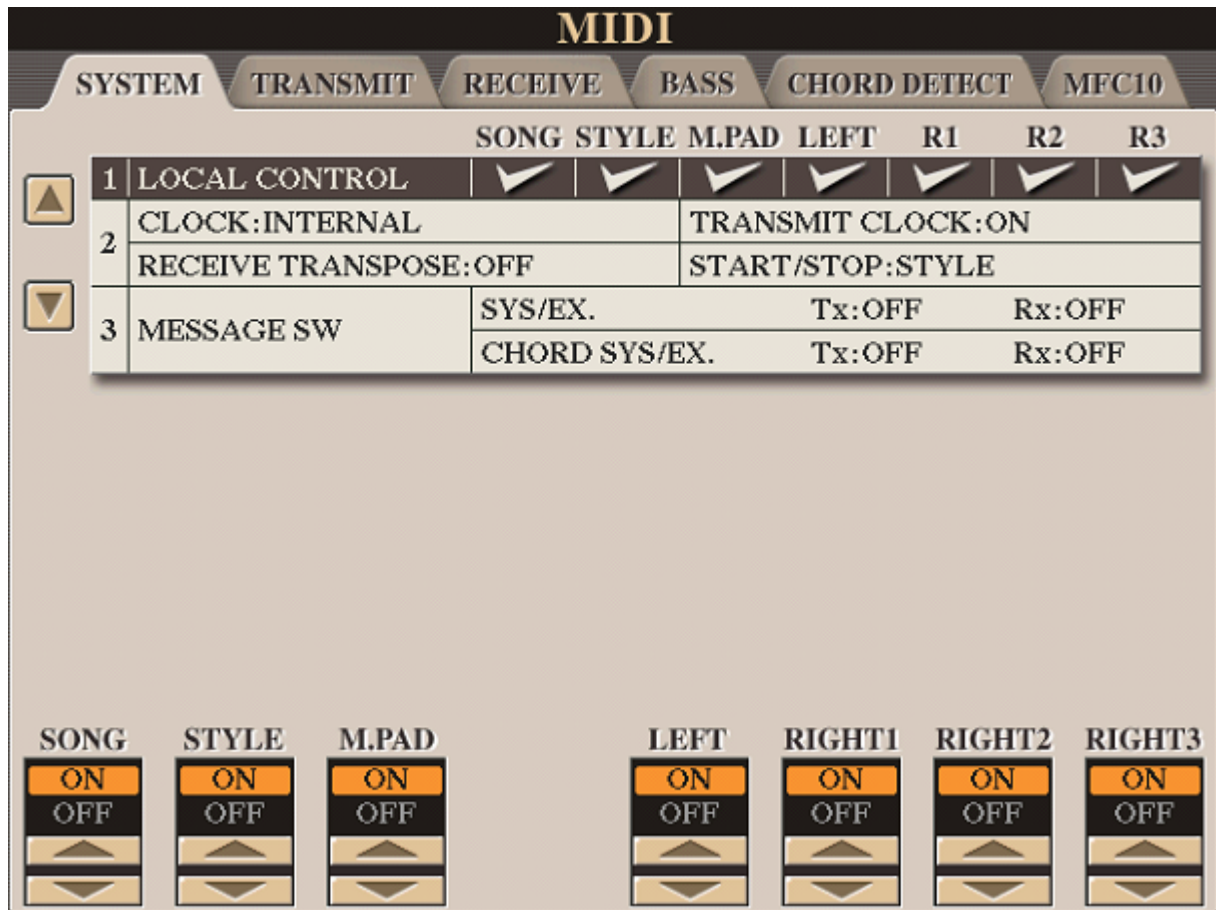 MIDI
SYSTEM TRANSMIT RECEIVE BASS CHORD DETECT MFC10
SONG STYLE M.PAD LEFT R1 R2 R3
1 LOCAL CONTROL
2 CLOCK:INTERNAL TRANSMIT CLOCK:ON
RECEIVE TRANSPOSE:OFF START/STOP:STYLE
3 MESSAGE SW SYS/EX. Tx:OFF Rx:OFF
CHORD SYS/EX. Tx:OFF Rx:OFF
SONG STYLE M.PAD LEFT RIGHT1 RIGHT2 RIGHT3
ON ON ON ON ON ON ON
OFF OFF OFF OFF OFF OFF OFF